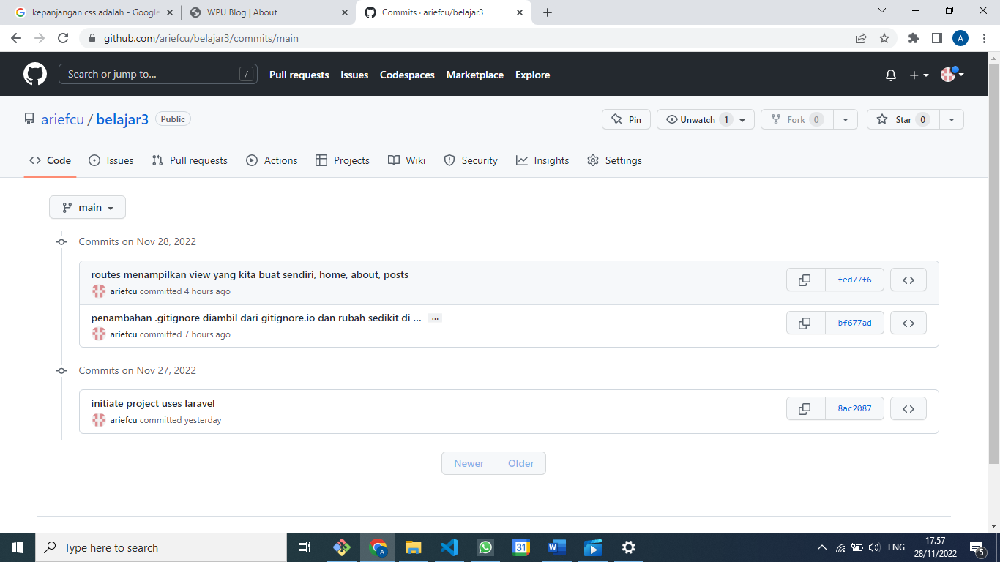 kepanjangan css adalah - Google
WPU Blog | About
Commits · ariefcu/belajar3
github.com/ariefcu/belajar3/commits/main
A
Search or jump to...
/
Pull requests
Issues
Codespaces
Marketplace
Explore
ariefcu / belajar3
Public
Pin
Unwatch 1
Fork 0
Star 0
Code
Issues
Pull requests
Actions
Projects
Wiki
Security
Insights
Settings
main
Commits on Nov 28, 2022
routes menampilkan view yang kita buat sendiri, home, about, posts
ariefcu committed 4 hours ago
fed77f6
penambahan .gitignore diambil dari gitignore.io dan rubah sedikit di ... ...
ariefcu committed 7 hours ago
bf677ad
Commits on Nov 27, 2022
initiate project uses laravel
ariefcu committed yesterday
8ac2087
Newer
Older
Type here to search
A
31
W
ENG
17.57
28/11/2022
5